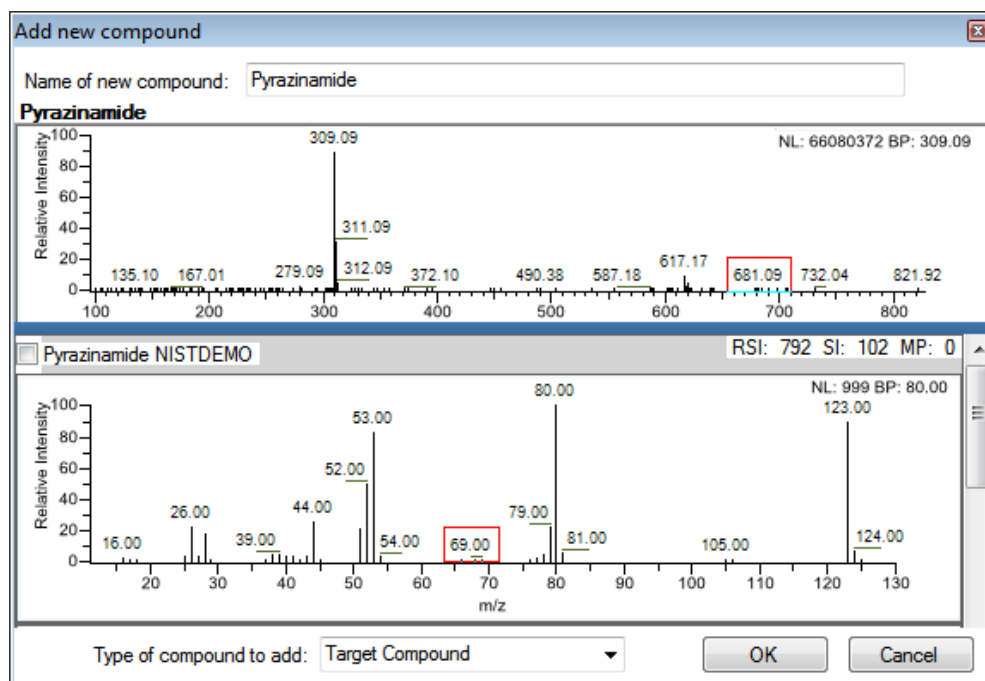 Add new compound
Name of new compound: Pyrazinamide
Pyrazinamide
NL: 66080372 BP: 309.09
Relative Intensity
100
80
60
40
20
0
309.09
311.09
312.09
135.10 167.01 279.09 372.10 490.38 587.18 617.17 681.09 732.04 821.92
100 200 300 400 500 600 700 800
Pyrazinamide NISTDEMO
RSI: 792 SI: 102 MP: 0
NL: 999 BP: 80.00
Relative Intensity
100
80
60
40
20
0
80.00
123.00
53.00
52.00
26.00 44.00 79.00
16.00 39.00 54.00 69.00 81.00 105.00 124.00
20 30 40 50 60 70 80 90 100 110 120 130
m/z
Type of compound to add: Target Compound OK Cancel